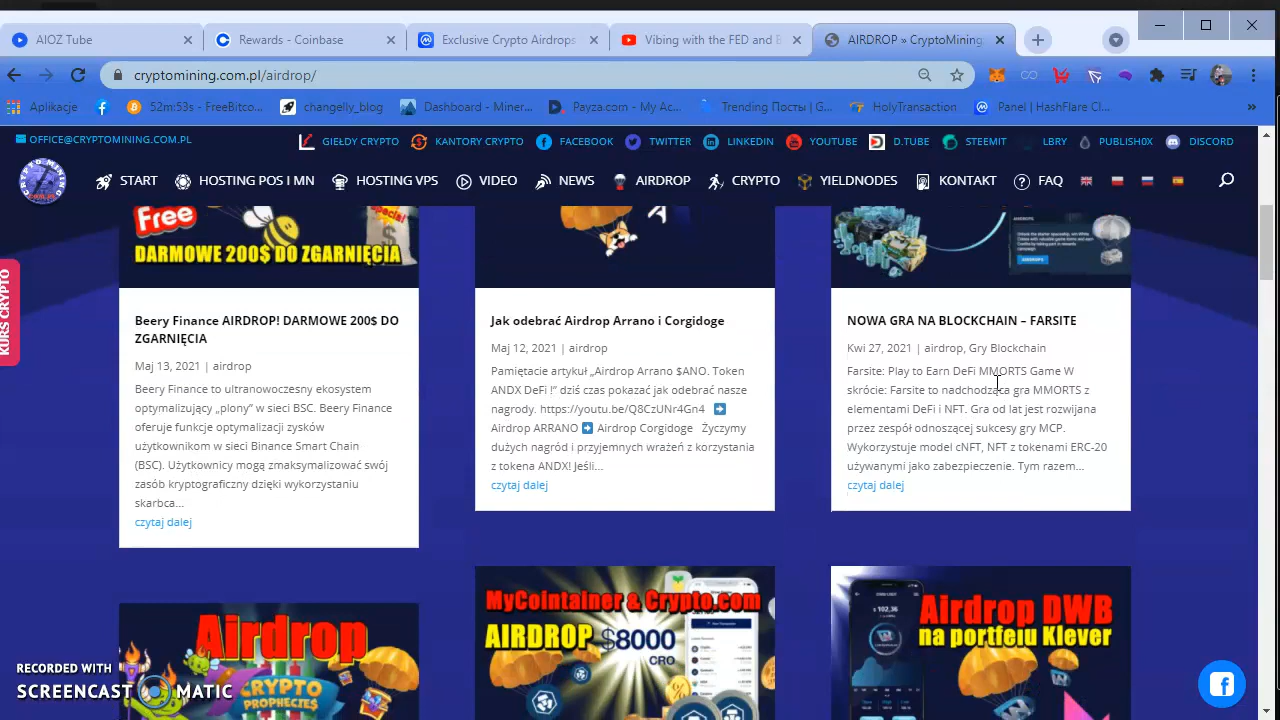 AIOZ Tube
Rewards - Coinbase
Exclusive Crypto Airdrops
Vibing with the FED and B
AIRDROP » CryptoMining
cryptomining.com.pl/airdrop/
Aplikacje
52m:53s - FreeBitco...
changelly_blog
Dashboard - Miner...
Payza.com - My Ac...
Trending Посты | G...
HolyTransaction
Panel | HashFlare Cl...
»
OFFICE@CRYPTOMINING.COM.PL
GIEŁDY CRYPTO
KANTORY CRYPTO
FACEBOOK
TWITTER
LINKEDIN
YOUTUBE
D.TUBE
STEEMIT
LBRY
PUBLISH0X
DISCORD
START
HOSTING POS I MN
HOSTING VPS
VIDEO
NEWS
AIRDROP
CRYPTO
YIELDNODES
KONTAKT
FAQ
KURS CRYPTO
Free
Special
DARMOWE 200$ DO ZGARNIĘCIA
Beery Finance AIRDROP! DARMOWE 200$ DO
ZGARNIĘCIA
Maj 13, 2021 | airdrop
Beery Finance to ultranowoczesny ekosystem
optymalizujący „plony” w sieci BSC. Beery Finance
oferuje funkcje optymalizacji zysków
użytkownikom w sieci Binance Smart Chain
(BSC). Użytkownicy mogą zmaksymalizować swój
zasób kryptograficzny dzięki wykorzystaniu
skarbca...
czytaj dalej
Jak odebrać Airdrop Arrano i Corgidoge
Maj 12, 2021 | airdrop
Pamiętacie artykuł „Airdrop Arrano $ANO. Token
ANDX DeFi !” dziś czas pokazać jak odebrać nasze
nagrody. https://youtu.be/Q8CzUNr4Gn4 ➡
Airdrop ARRANO ➡ Airdrop Corgidoge Życzymy
dużych nagród i przyjemnych wrażeń z korzystania
z tokena ANDX! Jeśli...
czytaj dalej
NOWA GRA NA BLOCKCHAIN – FARSITE
Kwi 27, 2021 | airdrop, Gry Blockchain
Farsite: Play to Earn DeFi MMORTS Game W
skrócie: Farsite to nadchodząca gra MMORTS z
elementami DeFi i NFT. Gra od lat jest rozwijana
przez zespół odnoszącej sukcesy gry MCP.
Wykorzystuje model cNFT, NFT z tokenami ERC-20
używanymi jako zabezpieczenie. Tym razem...
czytaj dalej
Airdrop
CRYPTO
PROPHECIES
MyCointainer & Crypto.com
AIRDROP $8000
CRO
$ 102,36
Airdrop DWB
na portfelu Klever
RECORDED WITH
SCREENCAST-O-MATIC